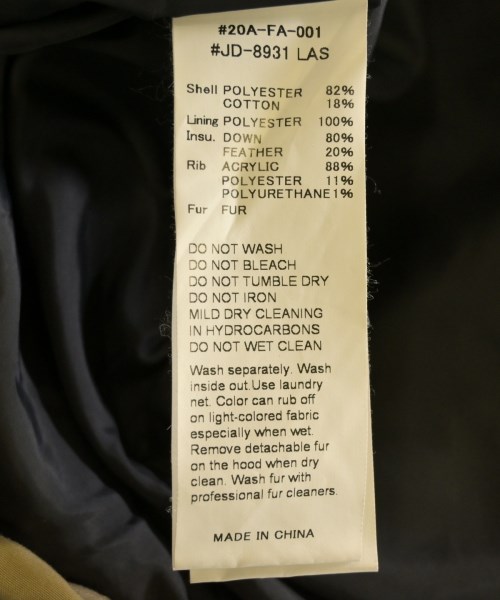 #20A-FA-001
#JD-8931 LAS
Shell POLYESTER 82%
COTTON 18%
Lining POLYESTER 100%
Insu. DOWN 80%
FEATHER 20%
Rib ACRYLIC 88%
POLYESTER 11%
POLYURETHANE 1%
Fur FUR
DO NOT WASH
DO NOT BLEACH
DO NOT TUMBLE DRY
DO NOT IRON
MILD DRY CLEANING
IN HYDROCARBONS
DO NOT WET CLEAN
Wash separately. Wash
inside out.Use laundry
net. Color can rub off
on light-colored fabric
especially when wet.
Remove detachable fur
on the hood when dry
clean. Wash fur with
professional fur cleaners.
MADE IN CHINA